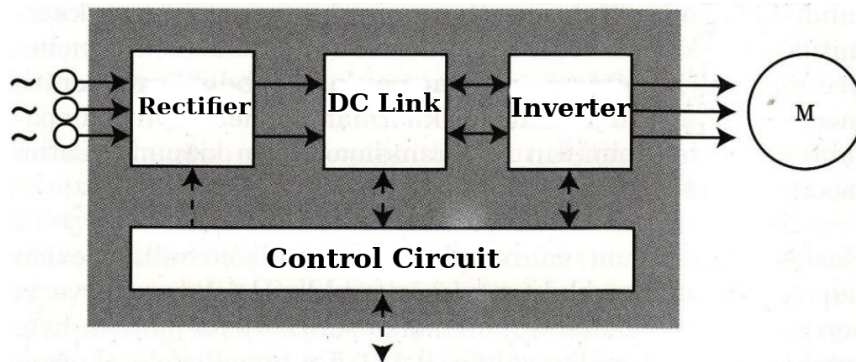 Rectifier
DC Link
Inverter
M
Control Circuit